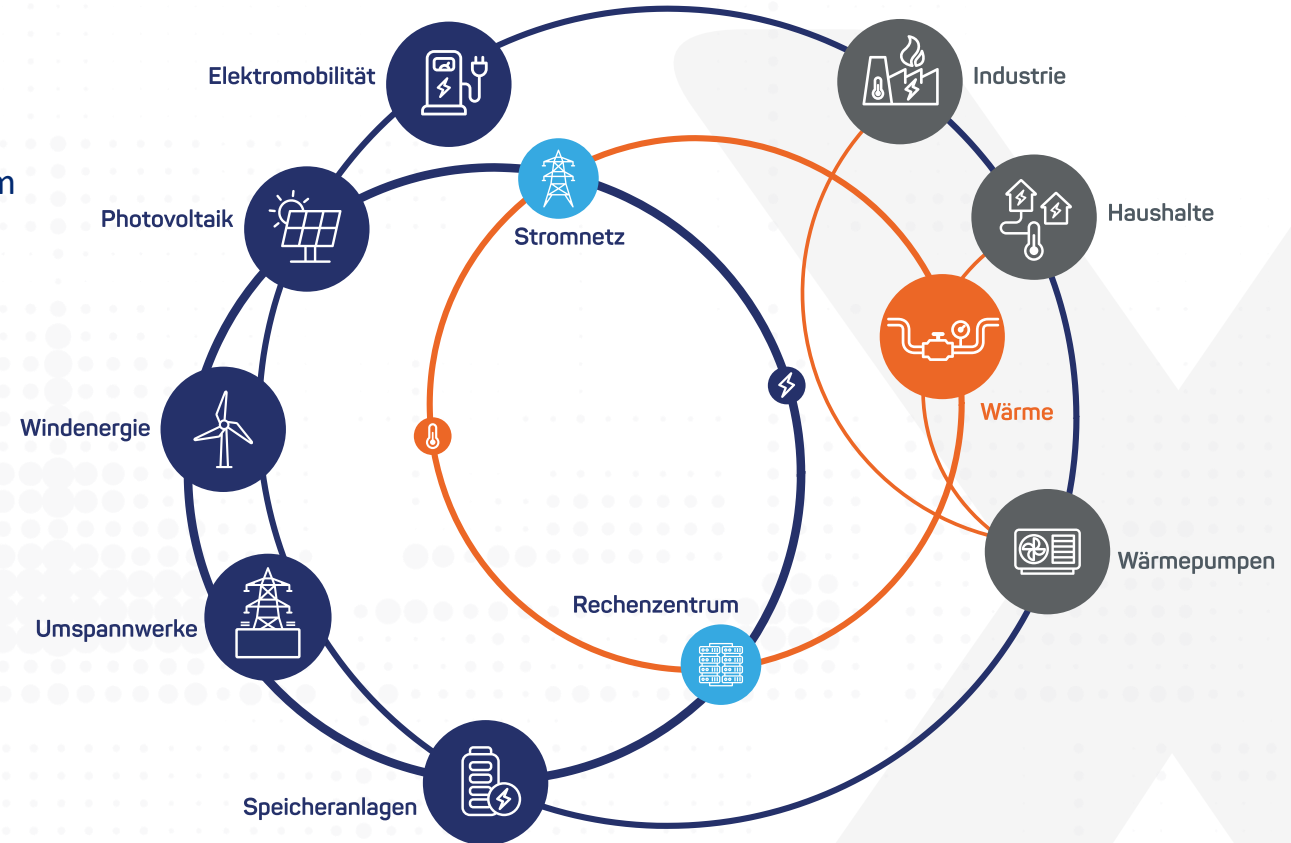 Elektromobilität
Industrie
Photovoltaik
Haushalte
Stromnetz
Wärme
Windenergie
Wärmepumpen
Rechenzentrum
Umspannwerke
Speicheranlagen